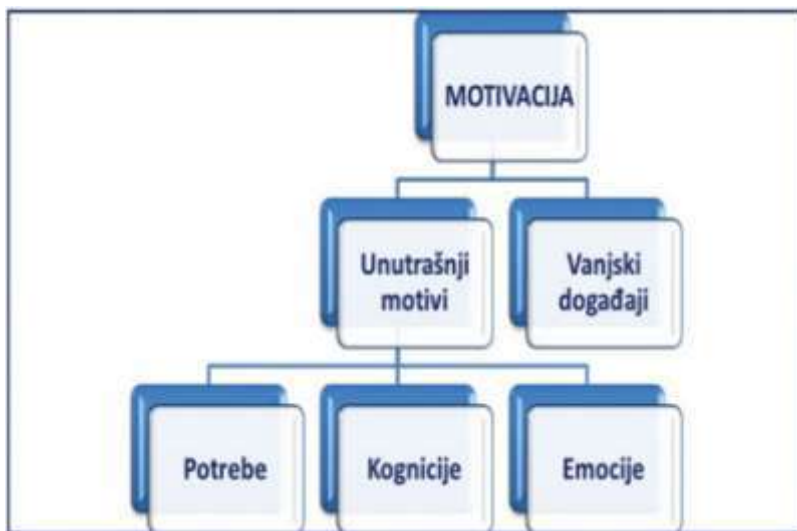 MOTIVACIJA
Unutrašnji
motivi
Vanjski
događaji
Potrebe
Kognicije
Emocije